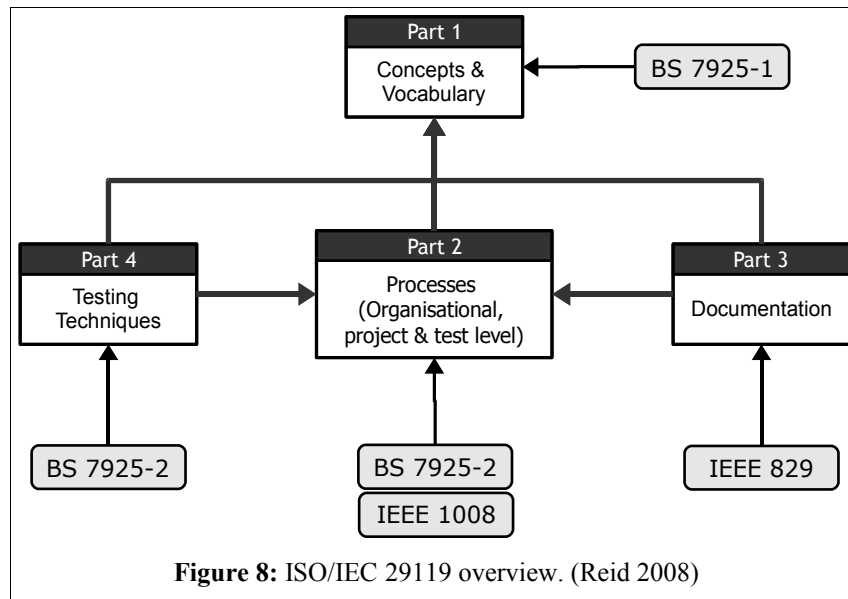 Part 1
Concepts &
Vocabulary
BS 7925-1
Part 4
Testing
Techniques
Part 2
Processes
(Organisational,
project & test level)
Part 3
Documentation
BS 7925-2
BS 7925-2
IEEE 1008
IEEE 829
Figure 8: ISO/IEC 29119 overview. (Reid 2008)